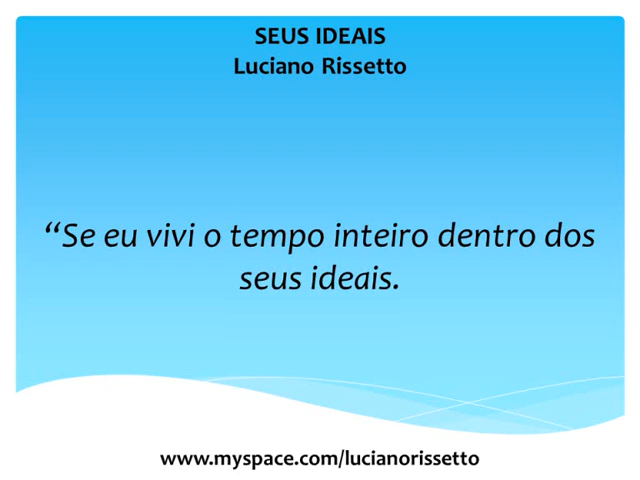 SEUS IDEAIS
Luciano Rissetto
“Se eu vivi o tempo inteiro dentro dos
seus ideais.
www.myspace.com/lucianorissetto